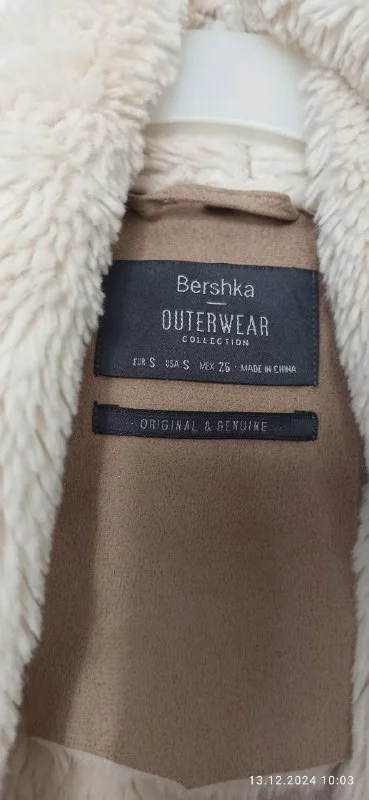 Bershka
OUTERWEAR
COLLECTION
EUR S · USA S · MEX 26 · MADE IN CHINA
· ORIGINAL & GENUINE ·
13.12.2024 10:03